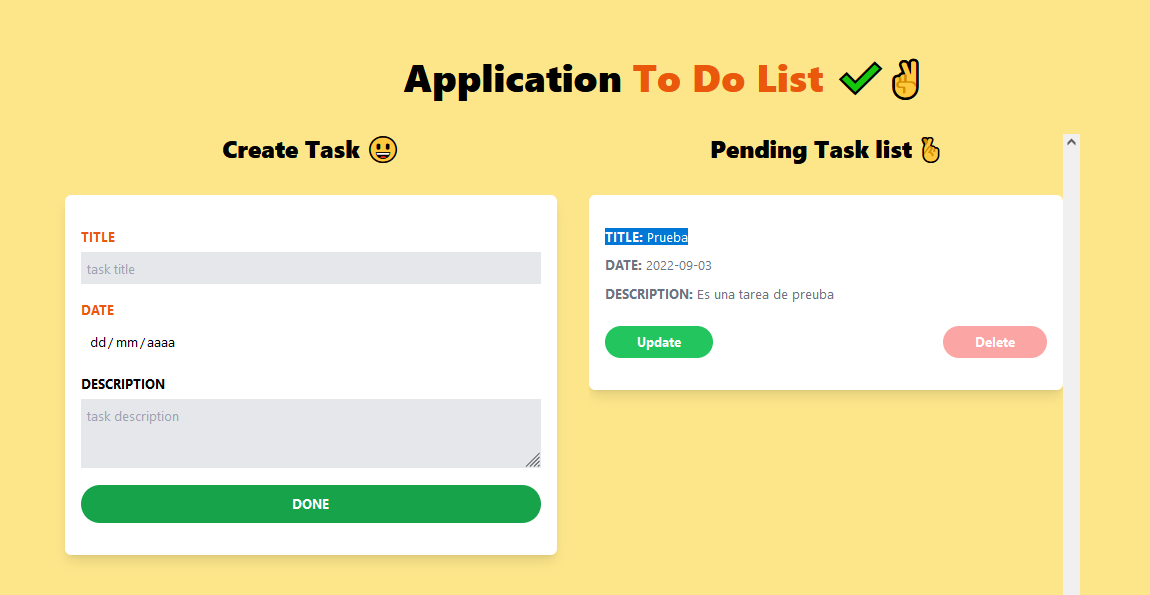 Application To Do List ✔✌
Create Task 😃
TITLE
task title
DATE
dd/mm/aaaa
DESCRIPTION
task description
DONE
Pending Task list 🫰
TITLE: Prueba
DATE: 2022-09-03
DESCRIPTION: Es una tarea de preuba
Update
Delete